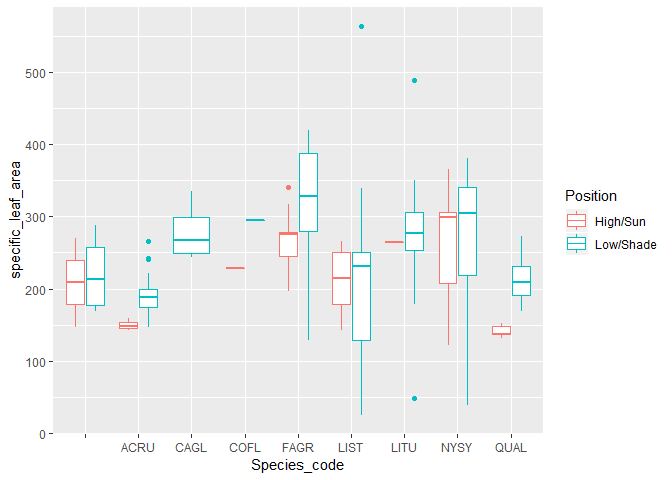 specific_leaf_area
500
400
300
200
100
0
ACRU CAGL COFL FAGR LIST LITU NYSY QUAL
Species_code
Position
High/Sun
Low/Shade